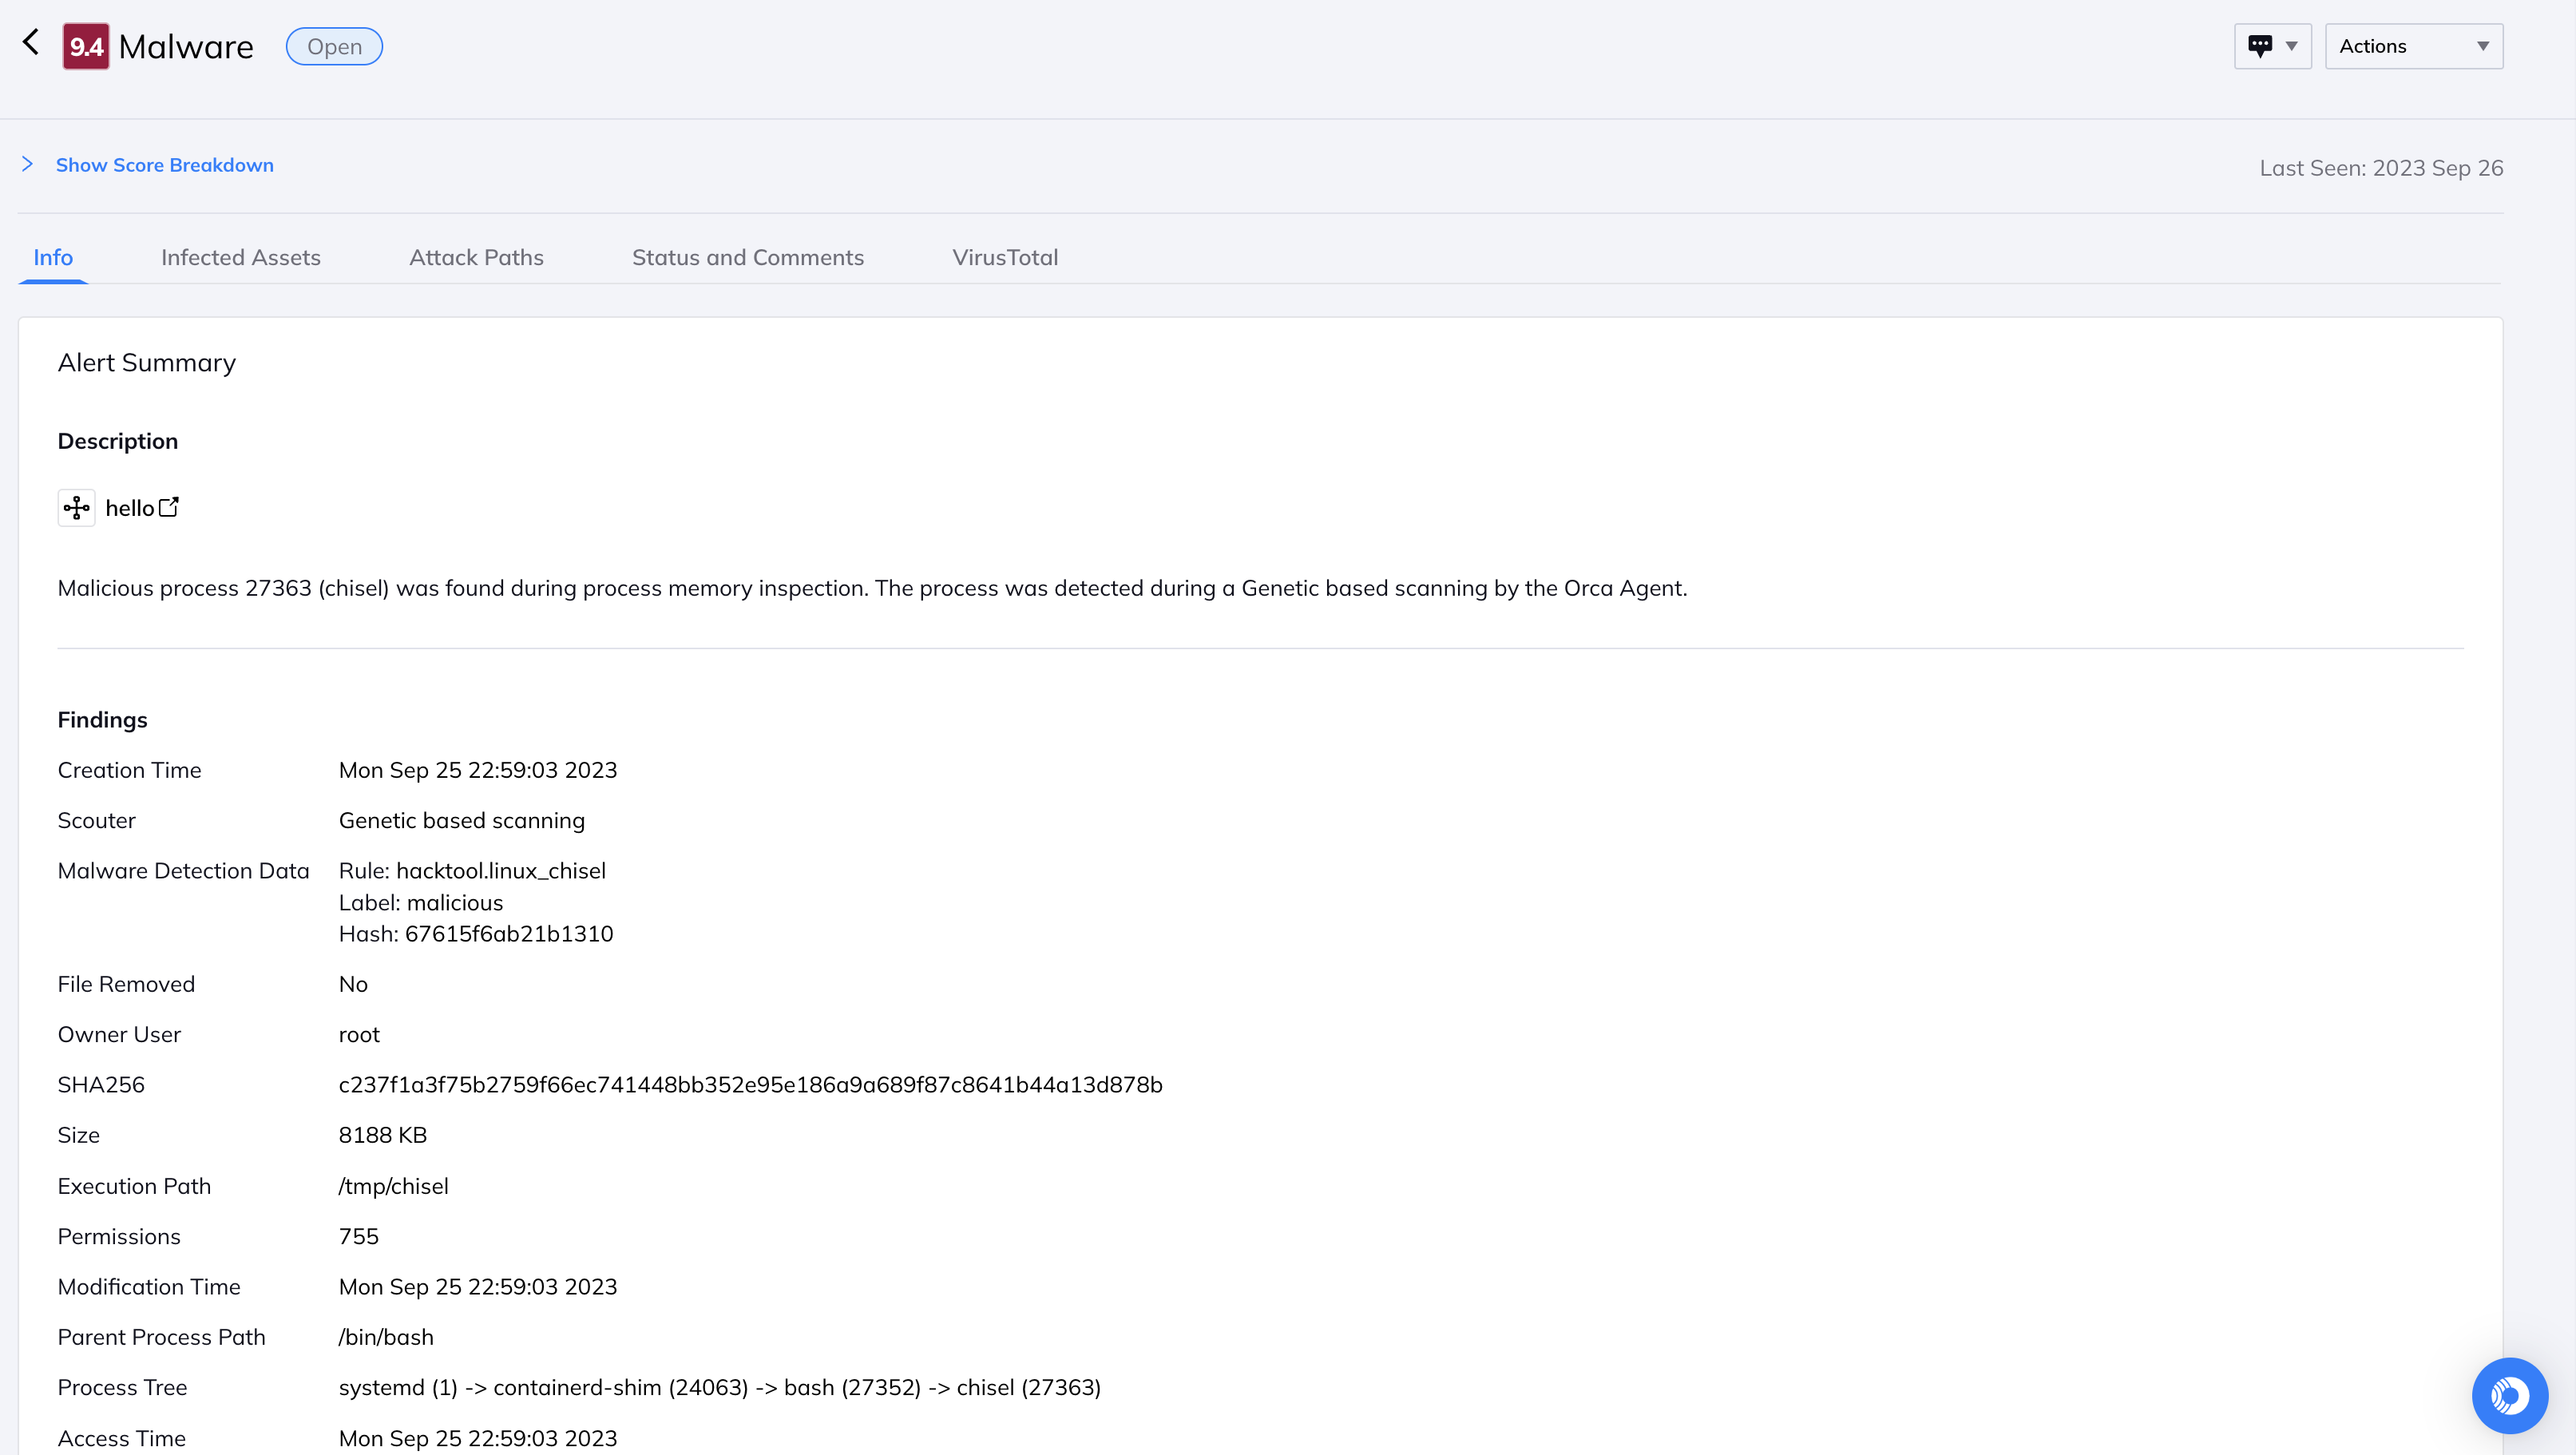 9.4 Malware Open
Actions
Show Score Breakdown
Last Seen: 2023 Sep 26
Info Infected Assets Attack Paths Status and Comments VirusTotal
Alert Summary
Description
hello
Malicious process 27363 (chisel) was found during process memory inspection. The process was detected during a Genetic based scanning by the Orca Agent.
Findings
Creation Time Mon Sep 25 22:59:03 2023
Scouter Genetic based scanning
Malware Detection Data Rule: hacktool.linux_chisel
Label: malicious
Hash: 67615f6ab21b1310
File Removed No
Owner User root
SHA256 c237f1a3f75b2759f66ec741448bb352e95e186a9a689f87c8641b44a13d878b
Size 8188 KB
Execution Path /tmp/chisel
Permissions 755
Modification Time Mon Sep 25 22:59:03 2023
Parent Process Path /bin/bash
Process Tree systemd (1) -> containerd-shim (24063) -> bash (27352) -> chisel (27363)
Access Time Mon Sep 25 22:59:03 2023